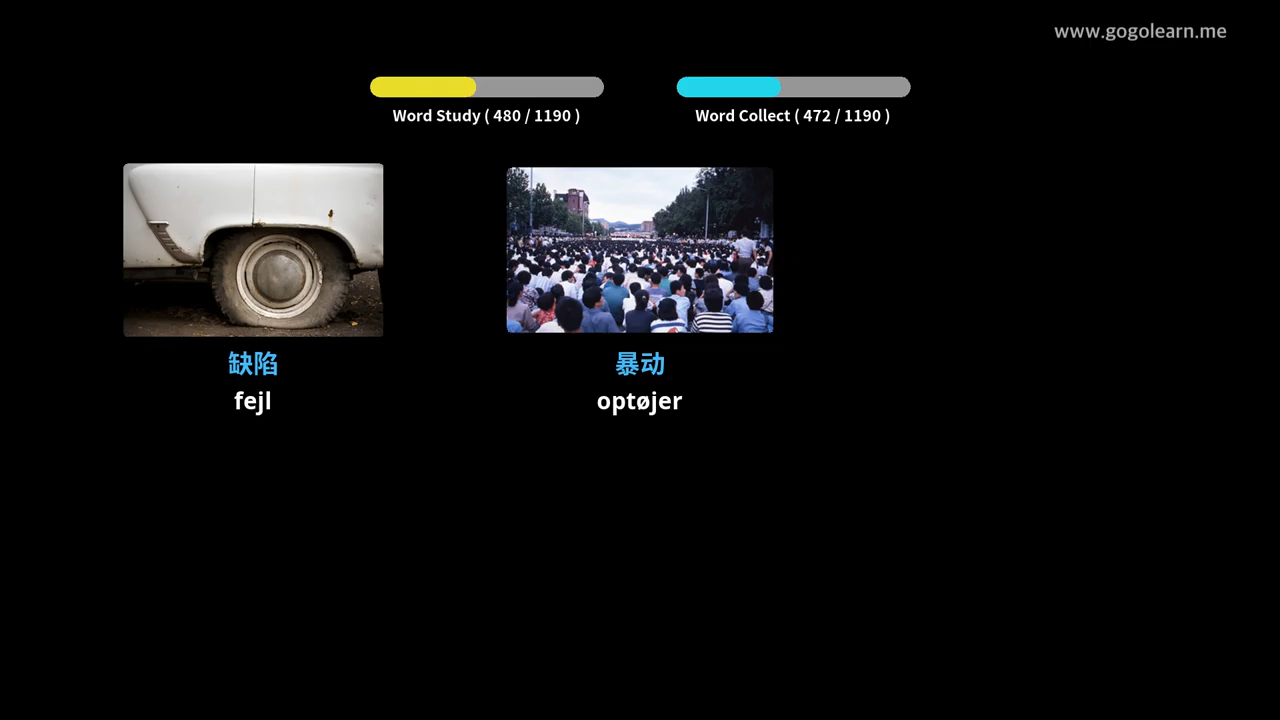 www.gogolearn.me
Word Study ( 480 / 1190 )
Word Collect ( 472 / 1190 )
缺陷
fejl
暴动
optøjer